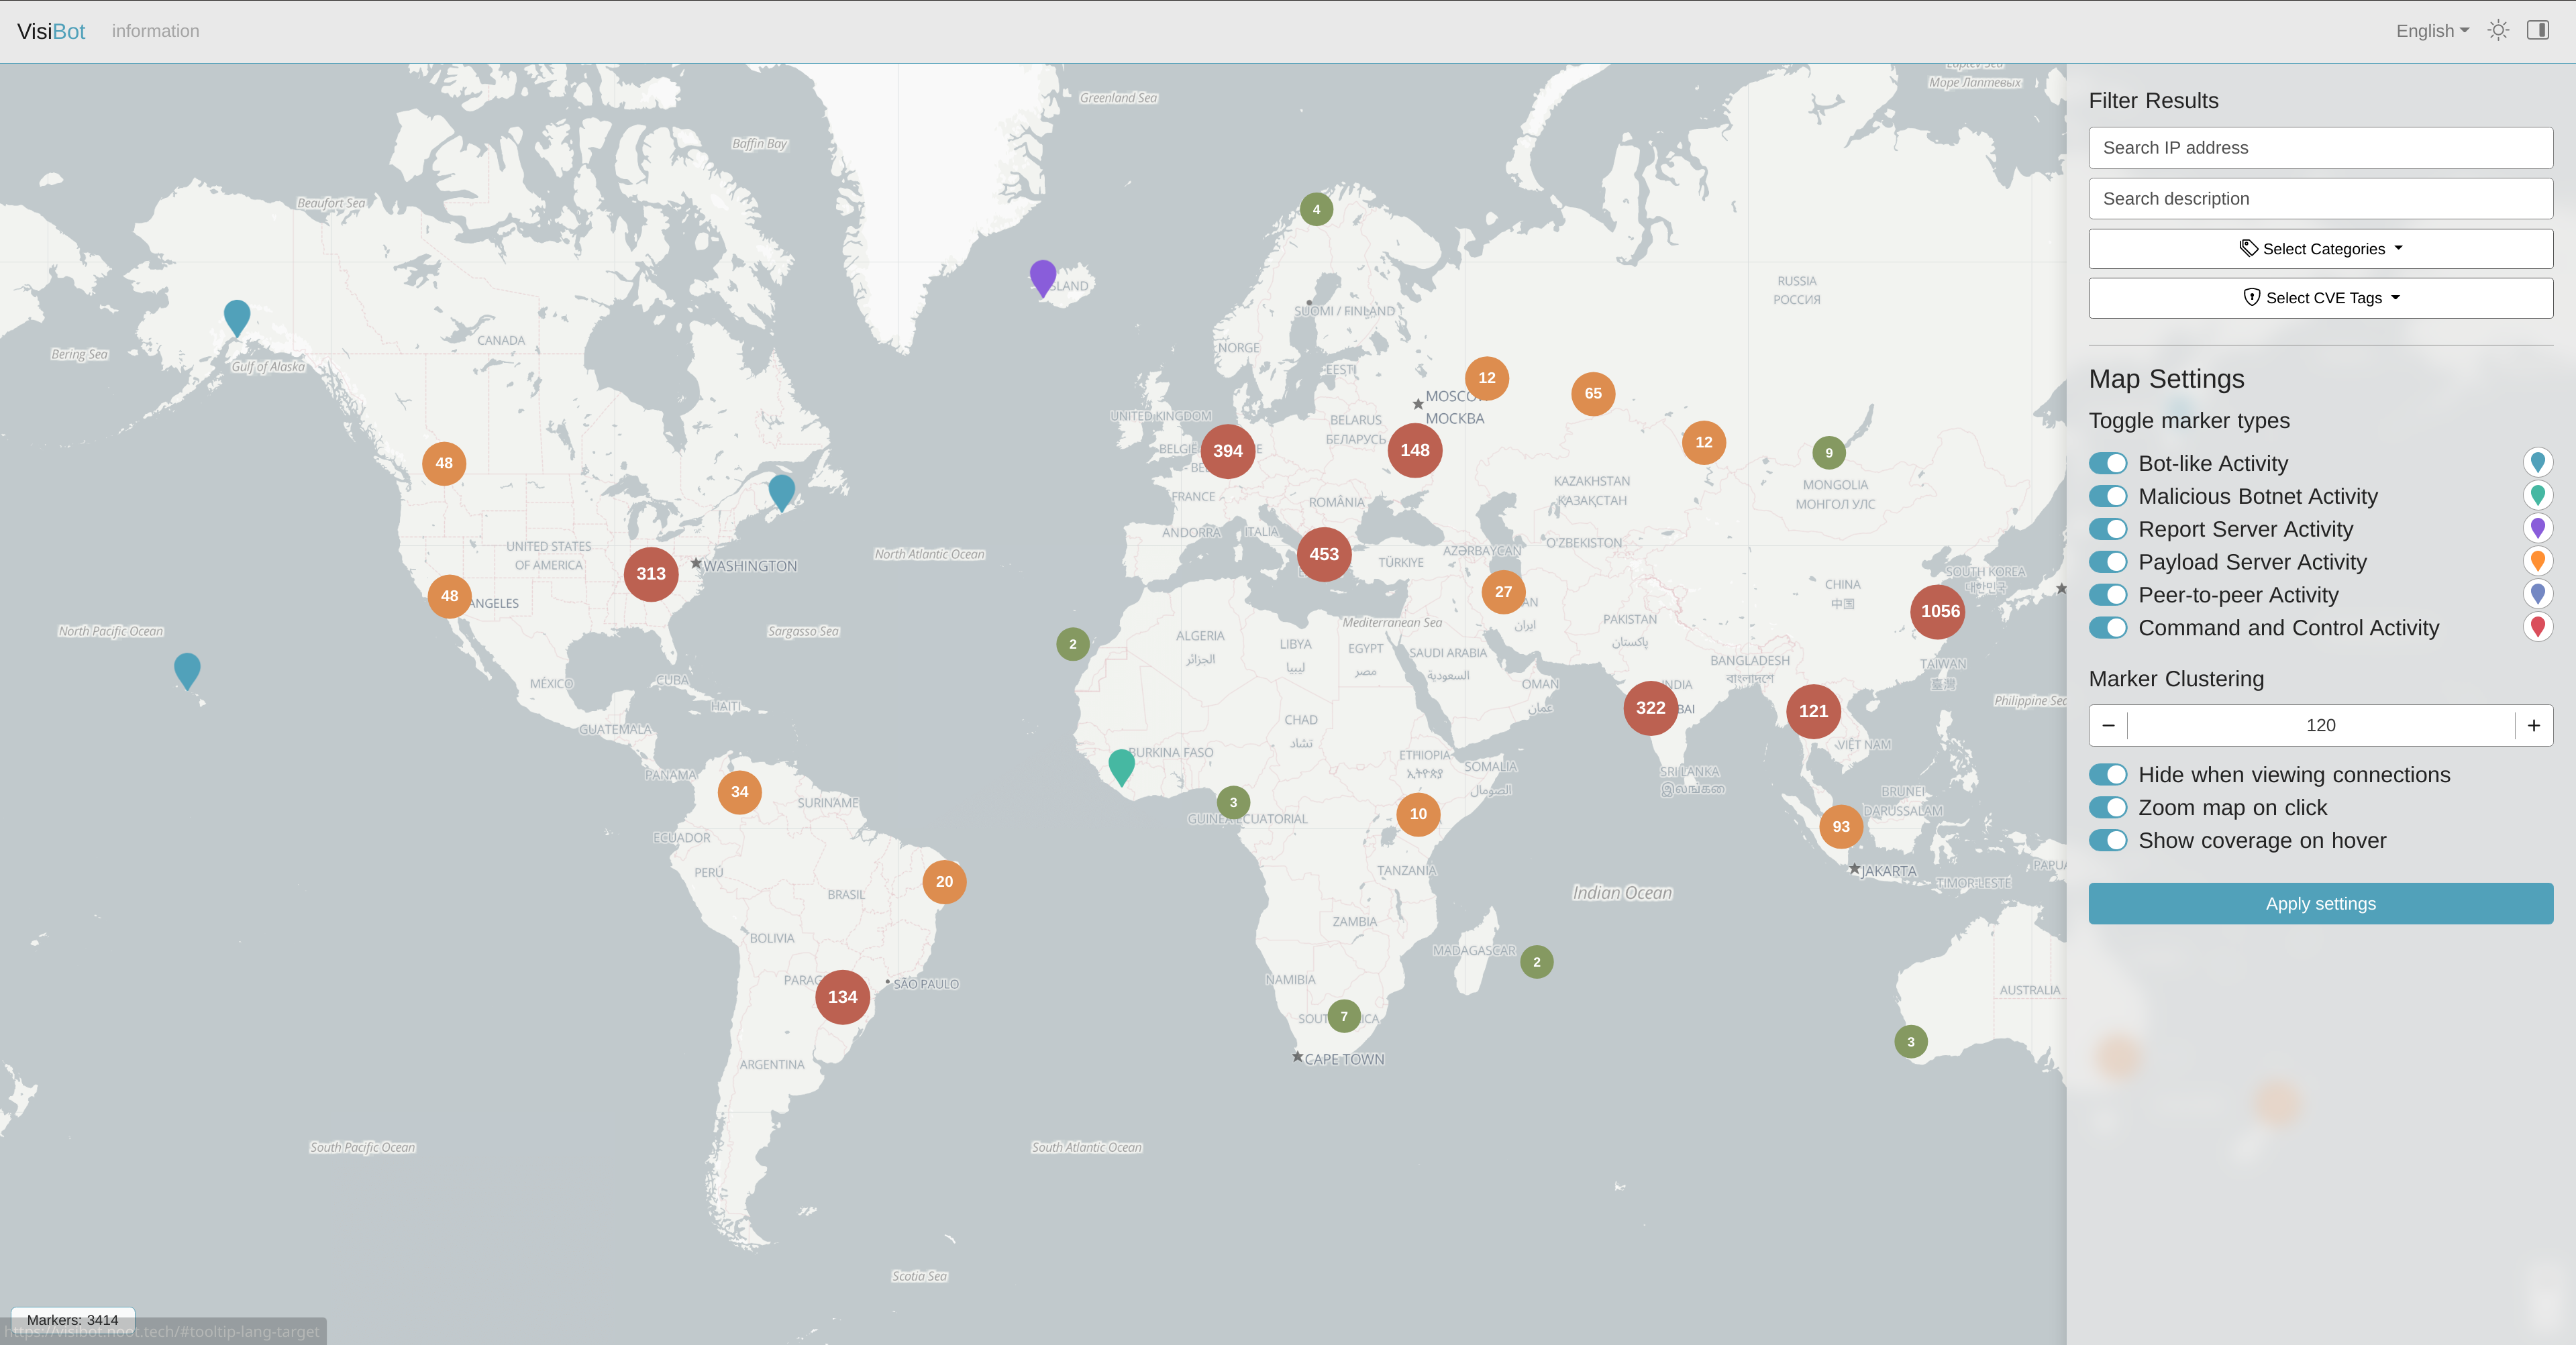 VisiBot information English
Laptev Sea
Море Лаптевых
Greenland Sea
Baffin Bay
Beaufort Sea
4
ÍSLAND
RUSSIA
РОССИЯ
SUOMI / FINLAND
CANADA
NORGE
Bering Sea
Gulf of Alaska
EESTI
12
65
MOSCOW
МОСКВА
UNITED KINGDOM
BELARUS
БЕЛАРУСЬ
394
148
12
9
48
KAZAKHSTAN
ҚАЗАҚСТАН
MONGOLIA
МОНГОЛ УЛС
FRANCE
ROMÂNIA
ANDORRA
ITALIA
O'ZBEKISTON
UNITED STATES
OF AMERICA
North Atlantic Ocean
453
TÜRKIYE
AZƏRBAYCAN
313
WASHINGTON
SOUTH KOREA
대한민국
CHINA
中国
48
ANGELES
27
ایران
1056
North Pacific Ocean
Sargasso Sea
Mediterranean Sea
PAKISTAN
پاکستان
2
ALGERIA
الجزائر
LIBYA
ليبيا
EGYPT
مصر
SAUDI ARABIA
السعودية
BANGLADESH
বাংলাদেশ
TAIWAN
臺灣
MÉXICO
CUBA
OMAN
عمان
INDIA
322
BAI
121
Philippine Sea
HAITI
GUATEMALA
CHAD
تشاد
VIỆT NAM
BURKINA FASO
ETHIOPIA
ኢትዮጵያ
SOMALIA
الصومال
SRI LANKA
இலங்கை
PANAMA
34
SURINAME
3
GUINEA ECUATORIAL
10
BRUNEI
DARUSSALAM
93
ECUADOR
PERÚ
TANZANIA
JAKARTA
TIMOR-LESTE
20
BRASIL
Indian Ocean
ZAMBIA
BOLIVIA
MADAGASCAR
2
134
SÃO PAULO
NAMIBIA
AUSTRALIA
7
3
CAPE TOWN
ARGENTINA
South Pacific Ocean
South Atlantic Ocean
Scotia Sea
Markers: 3414
https://visibot.noot.tech/#tooltip-lang-target
Filter Results
Search IP address
Search description
Select Categories
Select CVE Tags
Map Settings
Toggle marker types
Bot-like Activity
Malicious Botnet Activity
Report Server Activity
Payload Server Activity
Peer-to-peer Activity
Command and Control Activity
Marker Clustering
− 120 +
Hide when viewing connections
Zoom map on click
Show coverage on hover
Apply settings